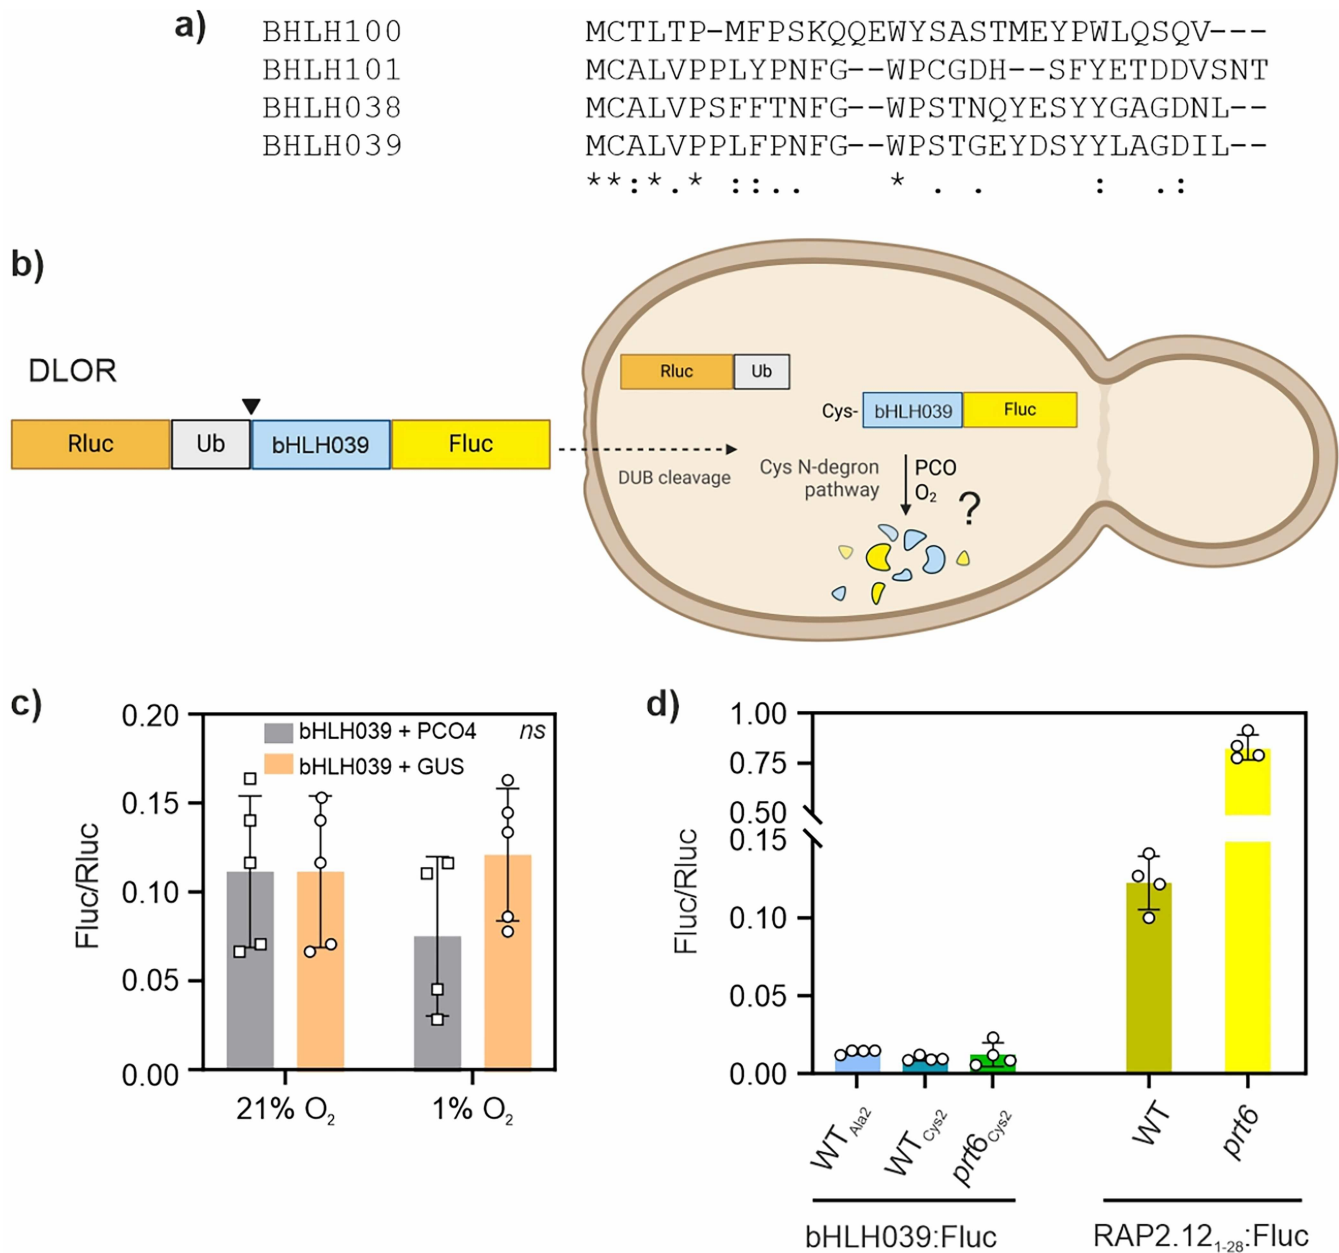 a)
BHLH100 MCTLTP-MFPSKQQEWYSASTMEYPWLQSQV---
BHLH101 MCALVPPLYPNFG--WPCGDH--SFYETDDVSNT
BHLH038 MCALVPSFFTNFG--WPSTNQYESYYGAGDNL--
BHLH039 MCALVPPLFPNFG--WPSTGEYDSYYLAGDIL--
**:*.* ::.. * . . : .:
b)
DLOR
Rluc Ub bHLH039 Fluc
Rluc Ub
Cys- bHLH039 Fluc
DUB cleavage
Cys N-degron
pathway
PCO
O2
?
c)
Fluc/Rluc
0.20
0.15
0.10
0.05
0.00
bHLH039 + PCO4
bHLH039 + GUS
ns
21% O2 1% O2
d)
Fluc/Rluc
1.00
0.75
0.50
0.15
0.10
0.05
0.00
WTAla2 WTCys2 prt6Cys2 WT prt6
bHLH039:Fluc RAP2.121-28:Fluc